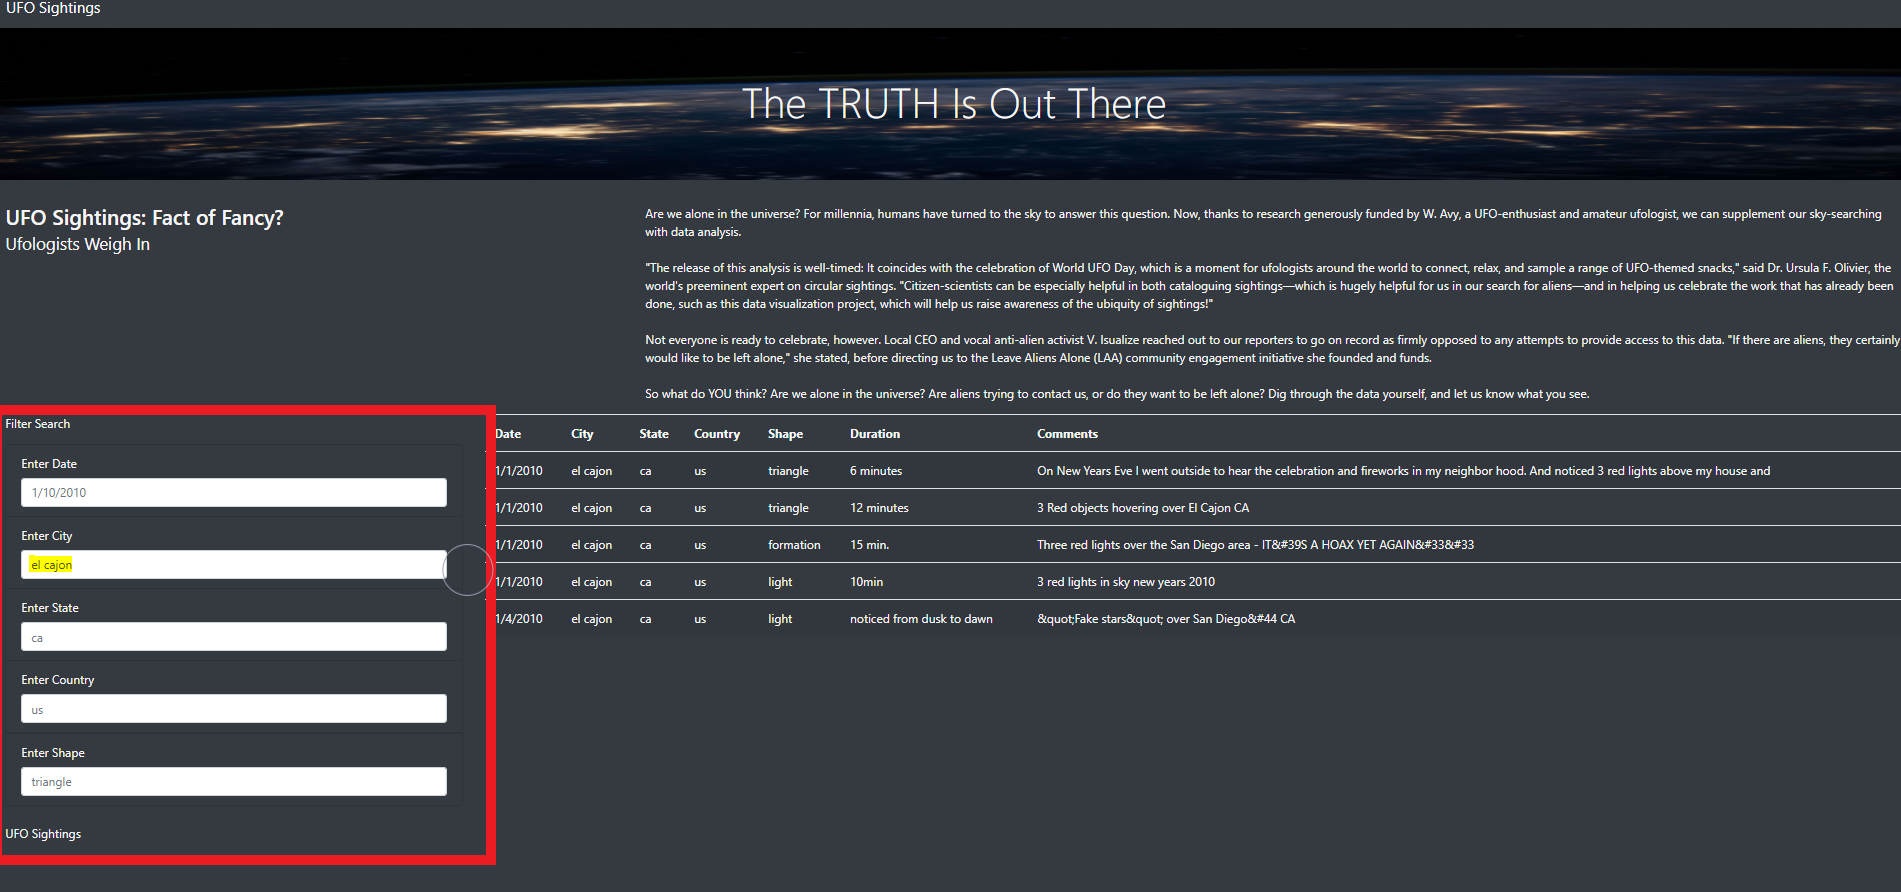 UFO Sightings
The TRUTH Is Out There
UFO Sightings: Fact of Fancy?
Ufologists Weigh In
Are we alone in the universe? For millennia, humans have turned to the sky to answer this question. Now, thanks to research generously funded by W. Avy, a UFO-enthusiast and amateur ufologist, we can supplement our sky-searching
with data analysis.
"The release of this analysis is well-timed: It coincides with the celebration of World UFO Day, which is a moment for ufologists around the world to connect, relax, and sample a range of UFO-themed snacks," said Dr. Ursula F. Olivier, the
world's preeminent expert on circular sightings. "Citizen-scientists can be especially helpful in both cataloguing sightings—which is hugely helpful for us in our search for aliens—and in helping us celebrate the work that has already been
done, such as this data visualization project, which will help us raise awareness of the ubiquity of sightings!"
Not everyone is ready to celebrate, however. Local CEO and vocal anti-alien activist V. Isualize reached out to our reporters to go on record as firmly opposed to any attempts to provide access to this data. "If there are aliens, they certainly
would like to be left alone," she stated, before directing us to the Leave Aliens Alone (LAA) community engagement initiative she founded and funds.
So what do YOU think? Are we alone in the universe? Are aliens trying to contact us, or do they want to be left alone? Dig through the data yourself, and let us know what you see.
Filter Search
Enter Date
1/10/2010
Enter City
el cajon
Enter State
ca
Enter Country
us
Enter Shape
triangle
UFO Sightings
Date City State Country Shape Duration Comments
1/1/2010 el cajon ca us triangle 6 minutes On New Years Eve I went outside to hear the celebration and fireworks in my neighbor hood. And noticed 3 red lights above my house and
1/1/2010 el cajon ca us triangle 12 minutes 3 Red objects hovering over El Cajon CA
1/1/2010 el cajon ca us formation 15 min. Three red lights over the San Diego area - IT&#39S A HOAX YET AGAIN&#33&#33
1/1/2010 el cajon ca us light 10min 3 red lights in sky new years 2010
1/4/2010 el cajon ca us light noticed from dusk to dawn &quot;Fake stars&quot; over San Diego&#44 CA